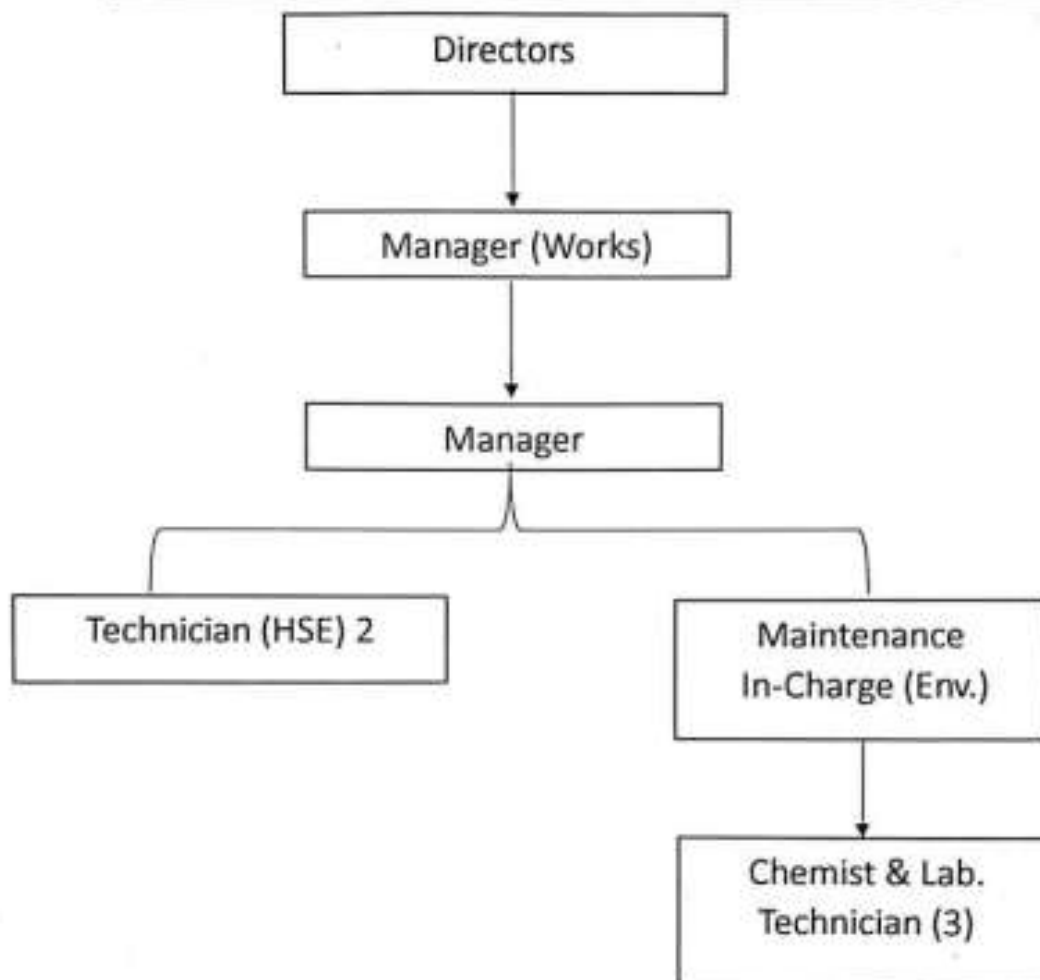 Directors
Manager (Works)
Manager
Technician (HSE) 2
Maintenance
In-Charge (Env.)
Chemist & Lab.
Technician (3)